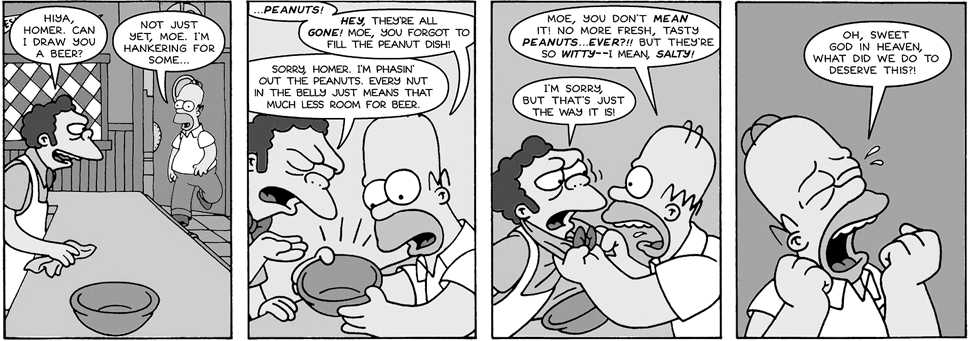 HIYA,
HOMER. CAN
I DRAW YOU
A BEER?
NOT JUST
YET, MOE. I'M
HANKERING FOR
SOME...
...PEANUTS!
HEY, THEY'RE ALL
GONE! MOE, YOU FORGOT TO
FILL THE PEANUT DISH!
SORRY, HOMER. I'M PHASIN'
OUT THE PEANUTS. EVERY NUT
IN THE BELLY JUST MEANS THAT
MUCH LESS ROOM FOR BEER.
MOE, YOU DON'T MEAN
IT! NO MORE FRESH, TASTY
PEANUTS...EVER?!! BUT THEY'RE
SO WITTY--I MEAN, SALTY!
I'M SORRY,
BUT THAT'S JUST
THE WAY IT IS!
OH, SWEET
GOD IN HEAVEN,
WHAT DID WE DO TO
DESERVE THIS?!